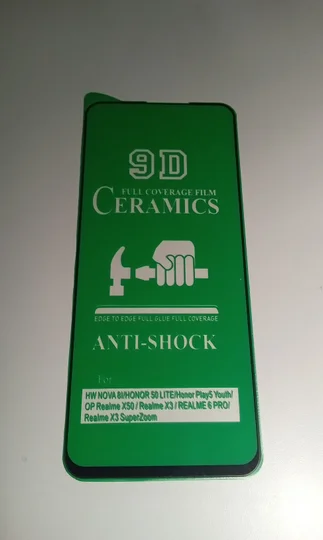 9D
FULL COVERAGE FILM
CERAMICS
EDGE TO EDGE FULL GLUE FULL COVERAGE
ANTI-SHOCK
For
HW NOVA 8I/HONOR 50 LITE/Honor Play5 Youth/
OP Realme X50 / Realme X3 / REALME 6 PRO/
Realme X3 SuperZoom